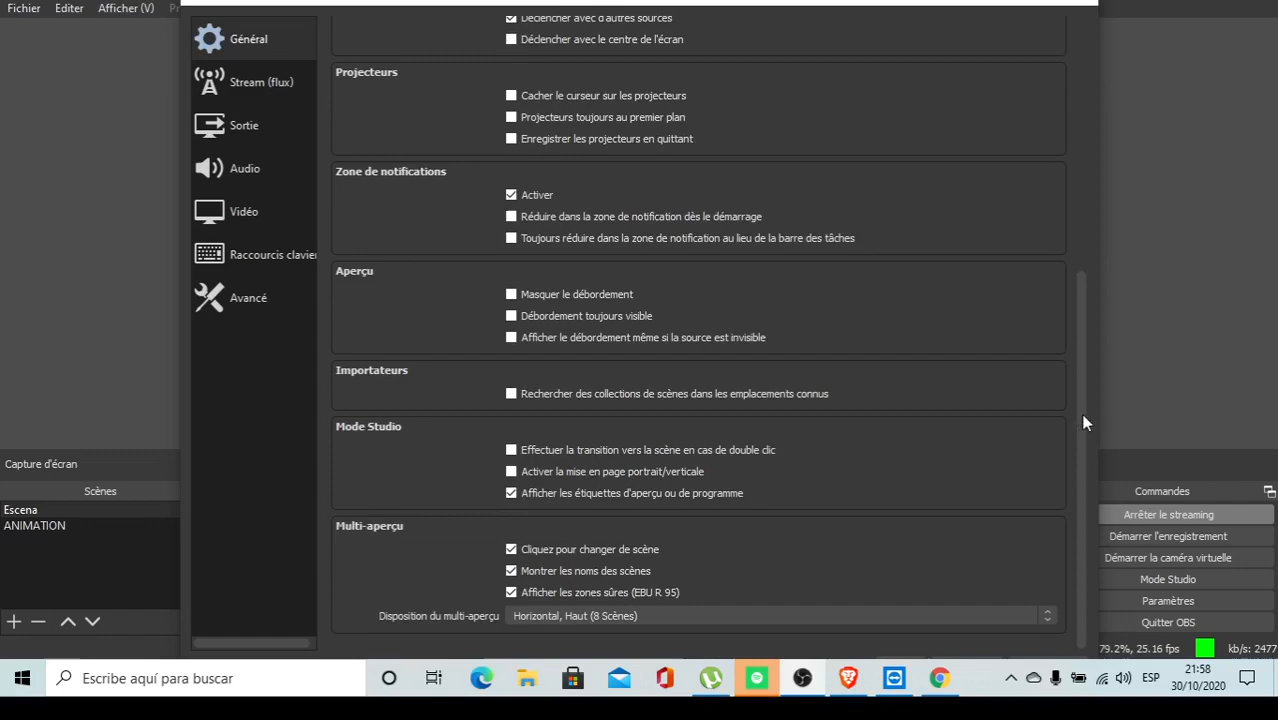 Fichier Editer Afficher (V)
Déclencher avec d'autres sources
Déclencher avec le centre de l'écran
Général
Stream (flux)
Sortie
Audio
Vidéo
Raccourcis clavier
Avancé
Projecteurs
Cacher le curseur sur les projecteurs
Projecteurs toujours au premier plan
Enregistrer les projecteurs en quittant
Zone de notifications
Activer
Réduire dans la zone de notification dès le démarrage
Toujours réduire dans la zone de notification au lieu de la barre des tâches
Aperçu
Masquer le débordement
Débordement toujours visible
Afficher le débordement même si la source est invisible
Importateurs
Rechercher des collections de scènes dans les emplacements connus
Mode Studio
Effectuer la transition vers la scène en cas de double clic
Activer la mise en page portrait/verticale
Afficher les étiquettes d'aperçu ou de programme
Multi-aperçu
Cliquez pour changer de scène
Montrer les noms des scènes
Afficher les zones sûres (EBU R 95)
Disposition du multi-aperçu Horizontal, Haut (8 Scènes)
Capture d'écran
Scènes
Escena
ANIMATION
Commandes
Arrêter le streaming
Démarrer l'enregistrement
Démarrer la caméra virtuelle
Mode Studio
Paramètres
Quitter OBS
79.2%, 25.16 fps kb/s: 2477
Escribe aquí para buscar
ESP
21:58
30/10/2020